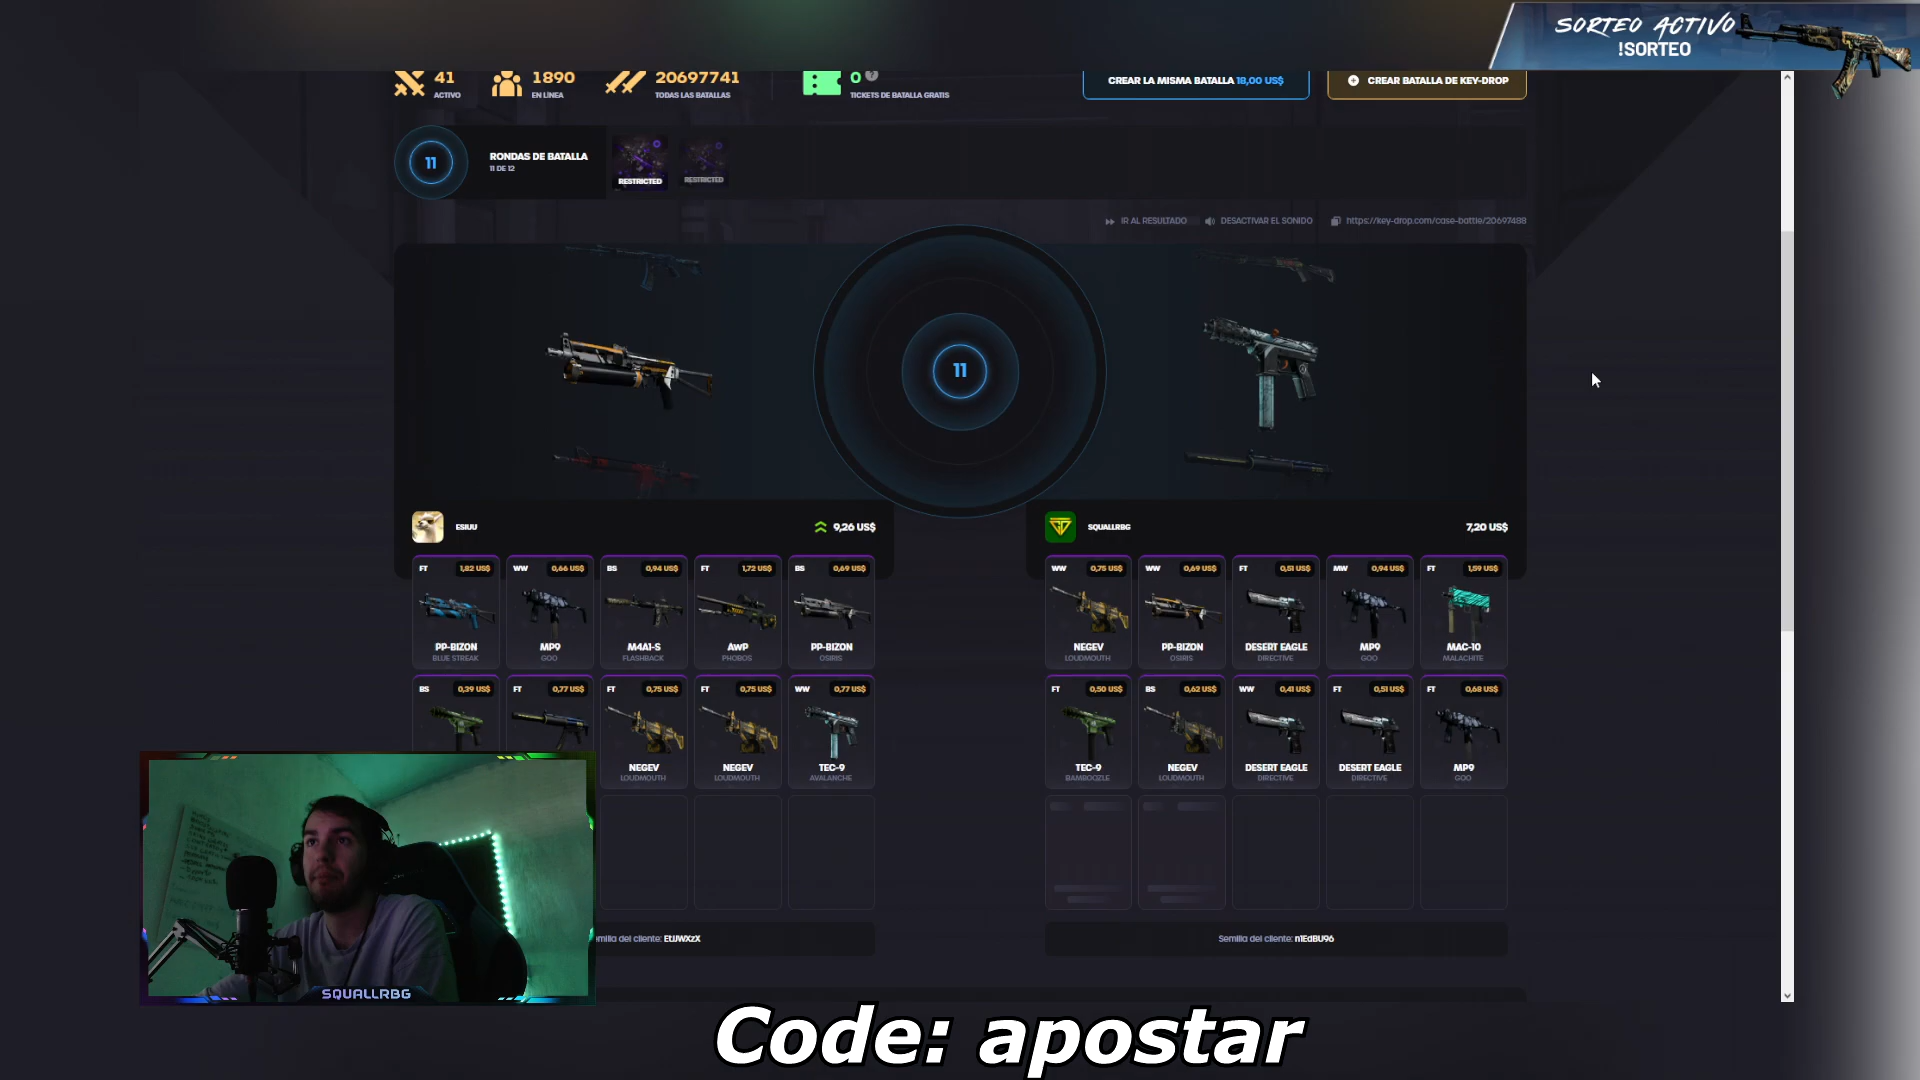 SORTEO ACTIVO
!SORTEO
41
ACTIVO
1890
EN LÍNEA
20697741
TODAS LAS BATALLAS
0
TICKETS DE BATALLA GRATIS
CREAR LA MISMA BATALLA 18,00 US$
CREAR BATALLA DE KEY-DROP
11
RONDAS DE BATALLA
11 DE 12
RESTRICTED
RESTRICTED
IR AL RESULTADO
DESACTIVAR EL SONIDO
https://key-drop.com/case-battle/20697488
11
ESIUU
9,26 US$
SQUALLRBG
7,20 US$
FT 1,82 US$
PP-BIZON
BLUE STREAK
WW 0,66 US$
MP9
GOO
BS 0,94 US$
M4A1-S
FLASHBACK
FT 1,72 US$
AWP
PHOBOS
BS 0,69 US$
PP-BIZON
OSIRIS
WW 0,75 US$
NEGEV
LOUDMOUTH
WW 0,69 US$
PP-BIZON
OSIRIS
FT 0,51 US$
DESERT EAGLE
DIRECTIVE
MW 0,94 US$
MP9
GOO
FT 1,59 US$
MAC-10
MALACHITE
BS 0,39 US$
FT 0,77 US$
FT 0,75 US$
NEGEV
LOUDMOUTH
FT 0,75 US$
NEGEV
LOUDMOUTH
WW 0,77 US$
TEC-9
AVALANCHE
FT 0,50 US$
TEC-9
BAMBOOZLE
BS 0,62 US$
NEGEV
LOUDMOUTH
WW 0,41 US$
DESERT EAGLE
DIRECTIVE
FT 0,51 US$
DESERT EAGLE
DIRECTIVE
FT 0,68 US$
MP9
GOO
milla del cliente:
Semilla del cliente: n1EdBU96
SQUALLRBG
Code: apostar